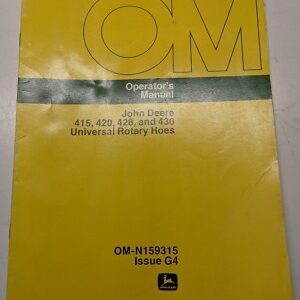 OM
Operator's
Manual
John Deere
415, 420, 428, and 430
Universal Rotary Hoes
OM-N159315
Issue G4